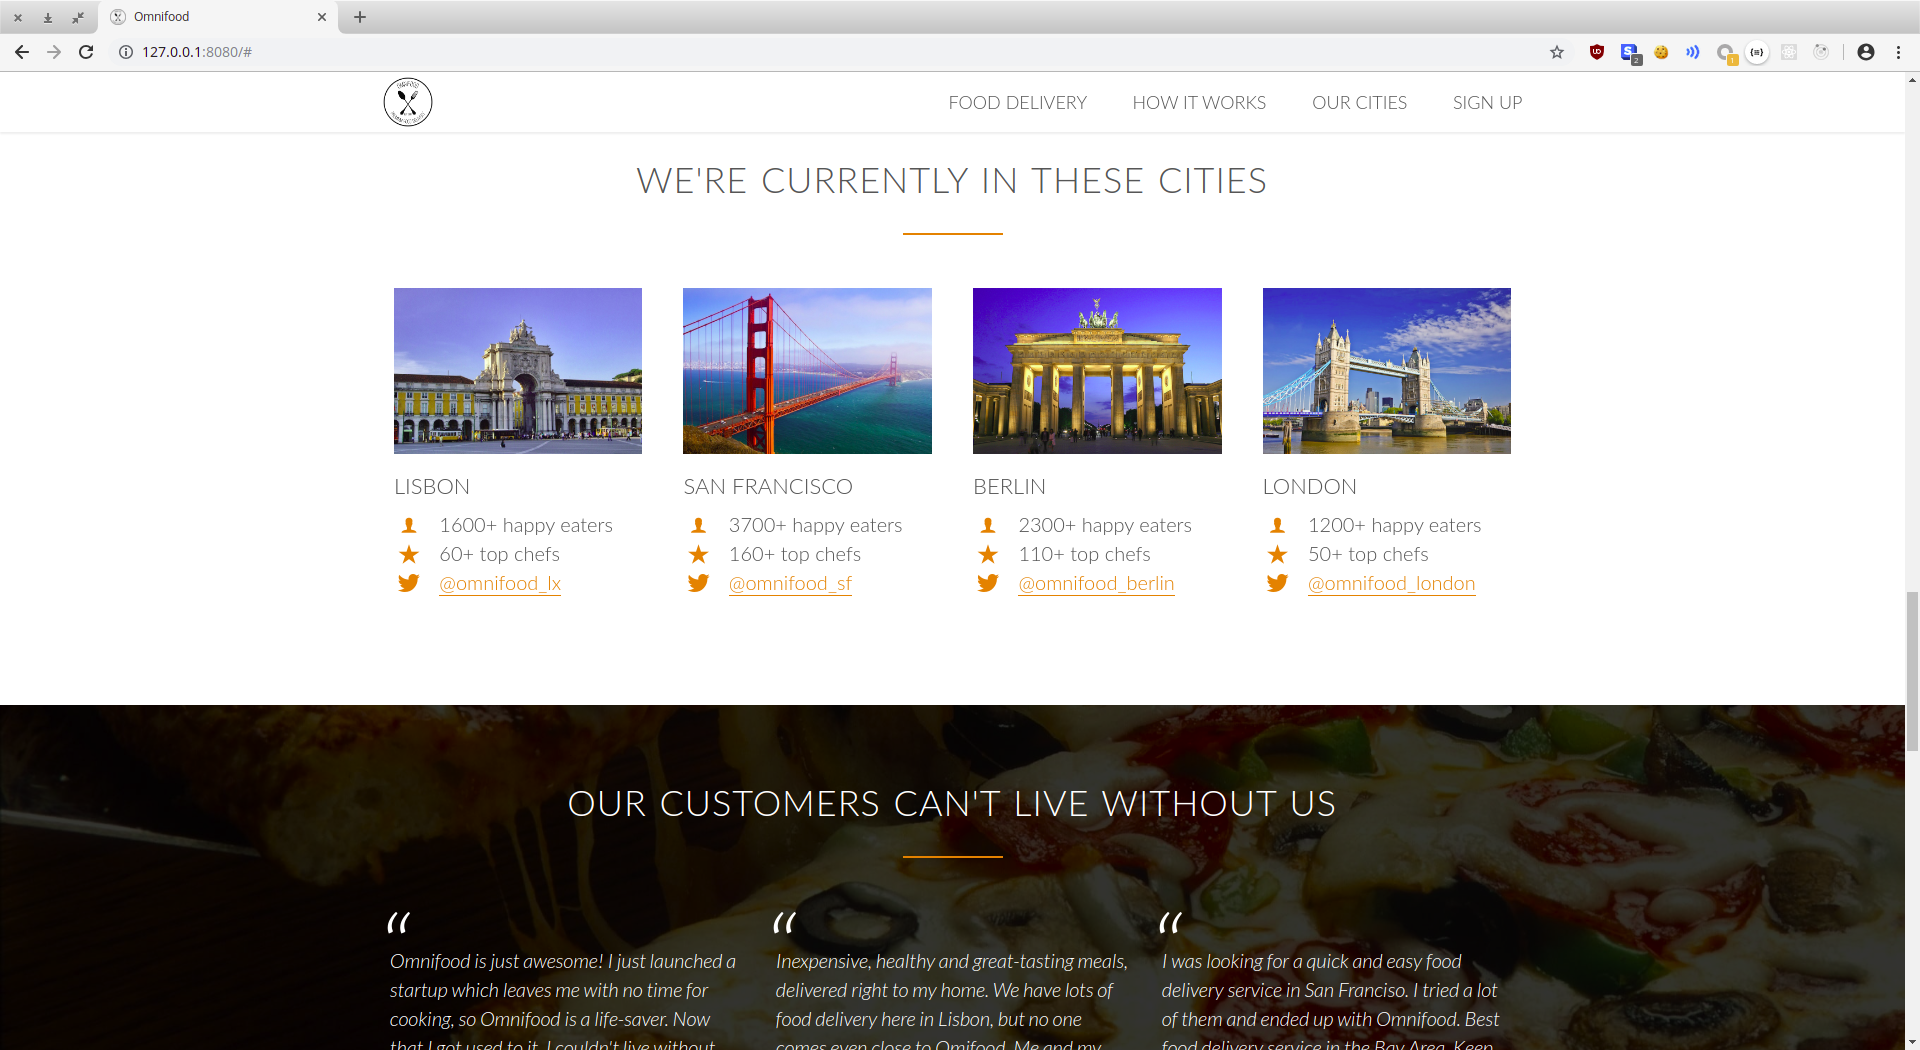 Omnifood
127.0.0.1:8080/#
FOOD DELIVERY
HOW IT WORKS
OUR CITIES
SIGN UP
WE'RE CURRENTLY IN THESE CITIES
LISBON
1600+ happy eaters
60+ top chefs
@omnifood_lx
SAN FRANCISCO
3700+ happy eaters
160+ top chefs
@omnifood_sf
BERLIN
2300+ happy eaters
110+ top chefs
@omnifood_berlin
LONDON
1200+ happy eaters
50+ top chefs
@omnifood_london
OUR CUSTOMERS CAN'T LIVE WITHOUT US
“
Omnifood is just awesome! I just launched a
startup which leaves me with no time for
cooking, so Omnifood is a life-saver. Now
that I got used to it, I couldn't live without
“
Inexpensive, healthy and great-tasting meals,
delivered right to my home. We have lots of
food delivery here in Lisbon, but no one
comes even close to Omifood. Me and my
“
I was looking for a quick and easy food
delivery service in San Franciso. I tried a lot
of them and ended up with Omnifood. Best
food delivery service in the Bay Area. Keep